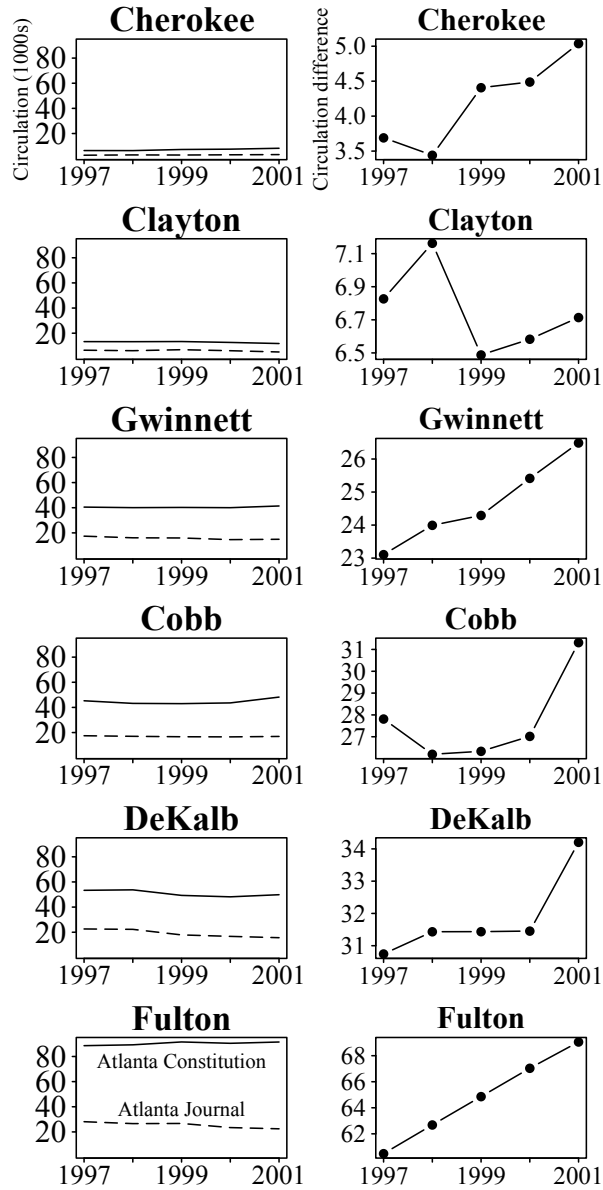 Cherokee
Circulation (1000s)
80
60
40
20
1997 1999 2001
Cherokee
Circulation difference
5.0
4.5
4.0
3.5
1997 1999 2001
Clayton
80
60
40
20
1997 1999 2001
Clayton
7.1
6.9
6.7
6.5
1997 1999 2001
Gwinnett
80
60
40
20
1997 1999 2001
Gwinnett
26
25
24
23
1997 1999 2001
Cobb
80
60
40
20
1997 1999 2001
Cobb
31
30
29
28
27
1997 1999 2001
DeKalb
80
60
40
20
1997 1999 2001
DeKalb
34
33
32
31
1997 1999 2001
Fulton
80
60
40
20
Atlanta Constitution
Atlanta Journal
1997 1999 2001
Fulton
68
66
64
62
1997 1999 2001